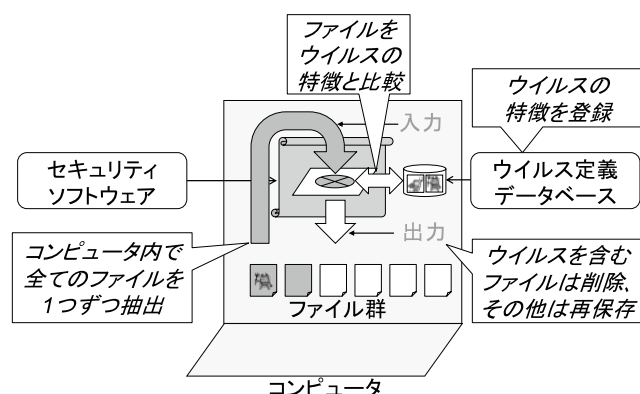 ファイルを
ウイルスの
特徴と比較
ウイルスの
特徴を登録
入力
セキュリティ
ソフトウェア
ウイルス定義
データベース
出力
コンピュータ内で
全てのファイルを
1つずつ抽出
ウイルスを含む
ファイルは削除、
その他は再保存
ファイル群
コンピュータ